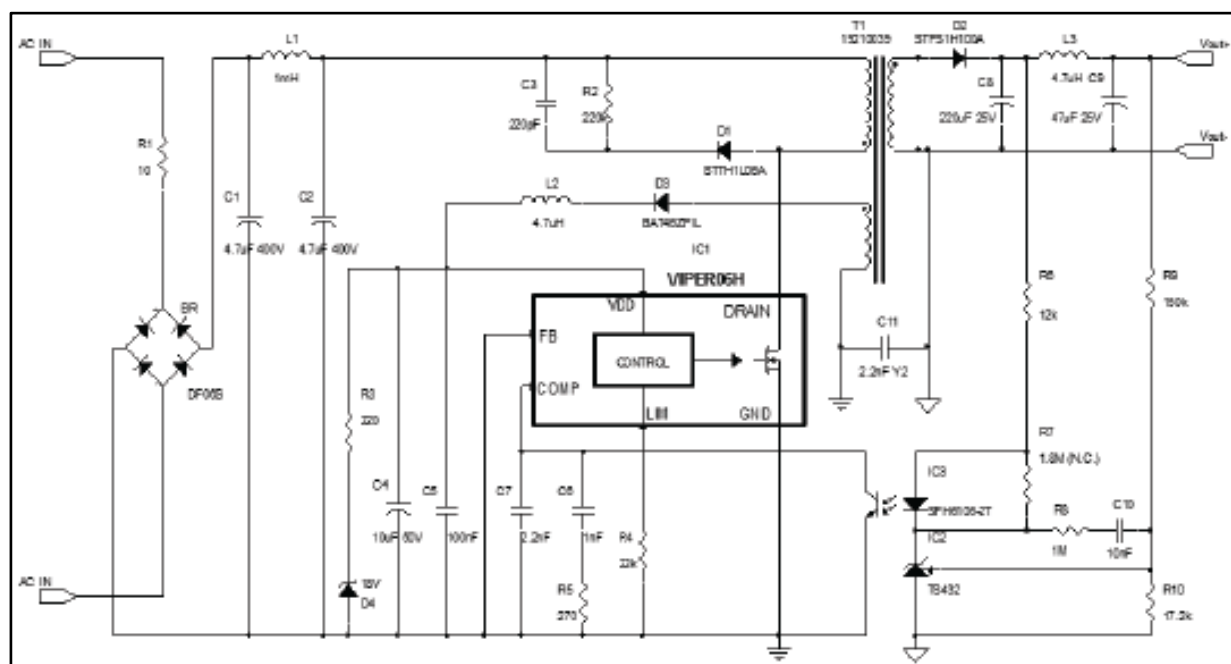 AC IN
L1
1mH
T1
15210039
D2
STPS1H100A
L3
4.7uH
Vout+
C3
220pF
R2
220k
C8
220uF 25V
C9
47uF 25V
D1
STTH1L06A
Vout-
R1
10
C1
4.7uF 400V
C2
4.7uF 400V
L2
4.7uH
D3
IC1
VIPER06H
VDD
DRAIN
FB
CONTROL
COMP
LIM
GND
C11
2.2nF Y2
R6
12k
R9
150k
BR
DF06S
R3
220
R7
1.8M (N.C.)
IC3
SFH6106-2T
C4
10uF 50V
C5
100nF
C7
2.2nF
C6
1nF
R4
22k
R8
1M
C10
10nF
IC2
TS432
AC IN
18V
D4
R5
270
R10
17.2k